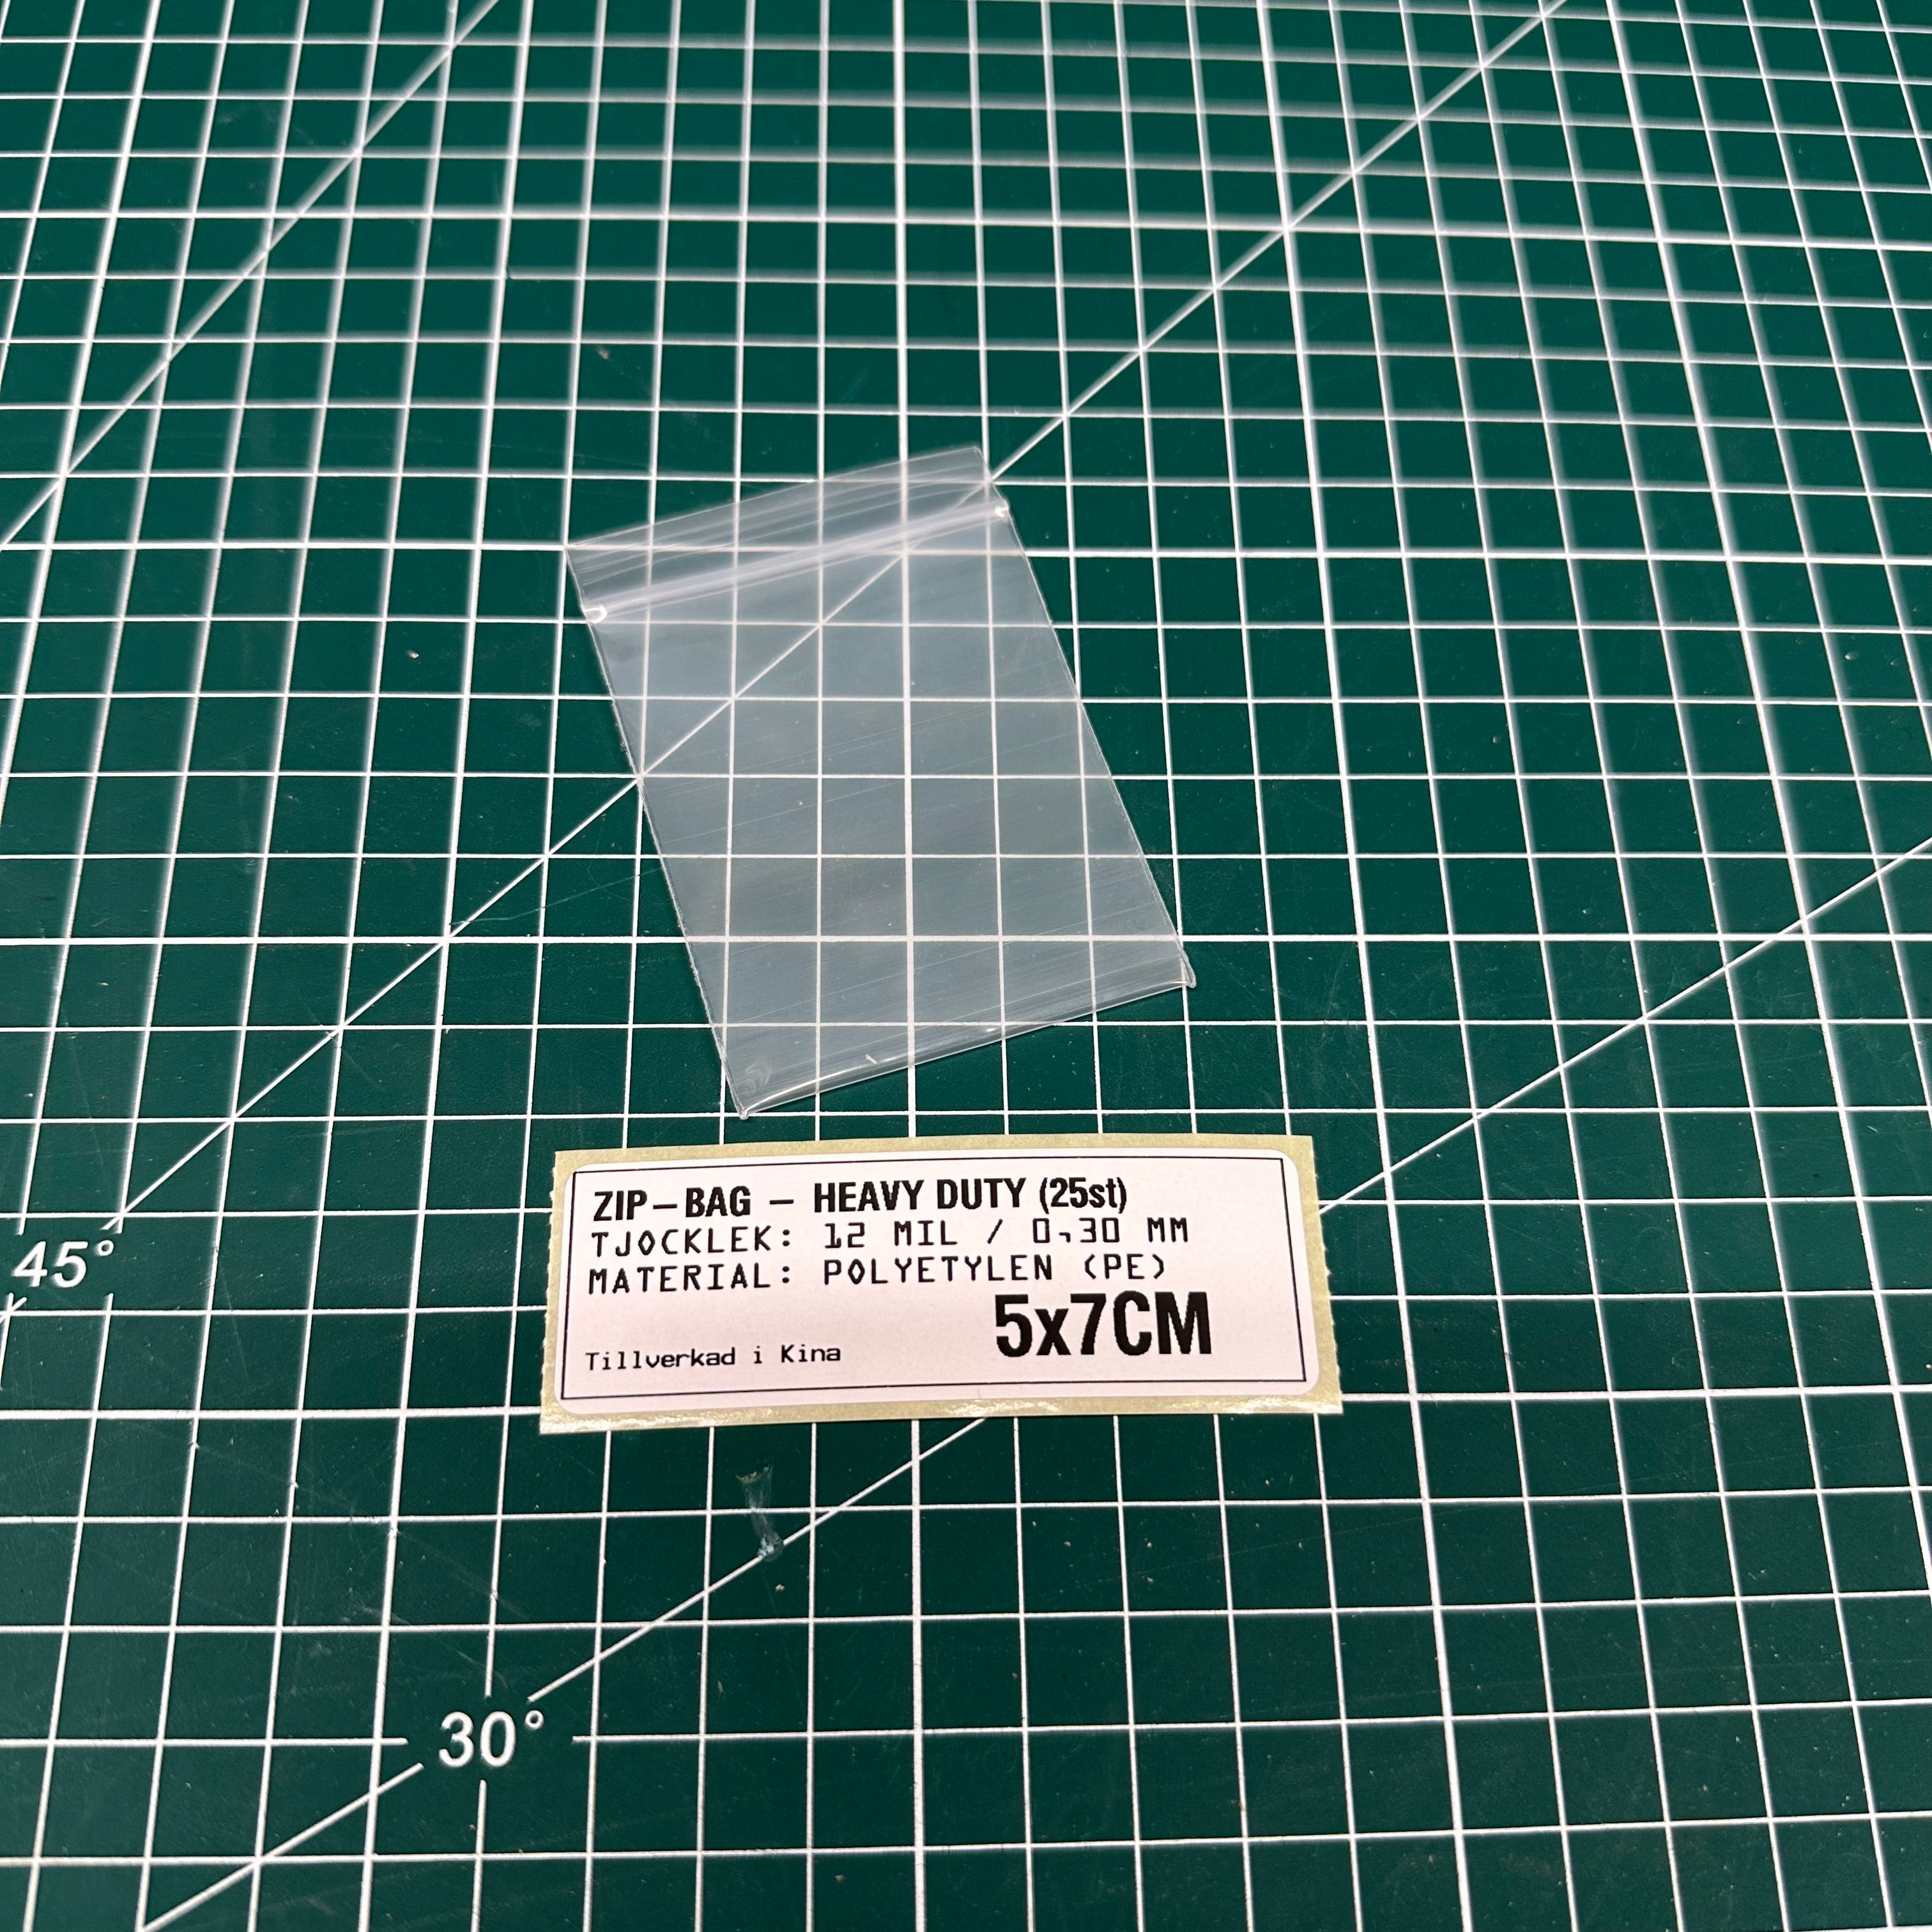 45°
ZIP-BAG - HEAVY DUTY (25st)
TJOCKLEK: 12 MIL / 0,30 MM
MATERIAL: POLYETYLEN (PE)
5x7CM
Tillverkad i Kina
30°